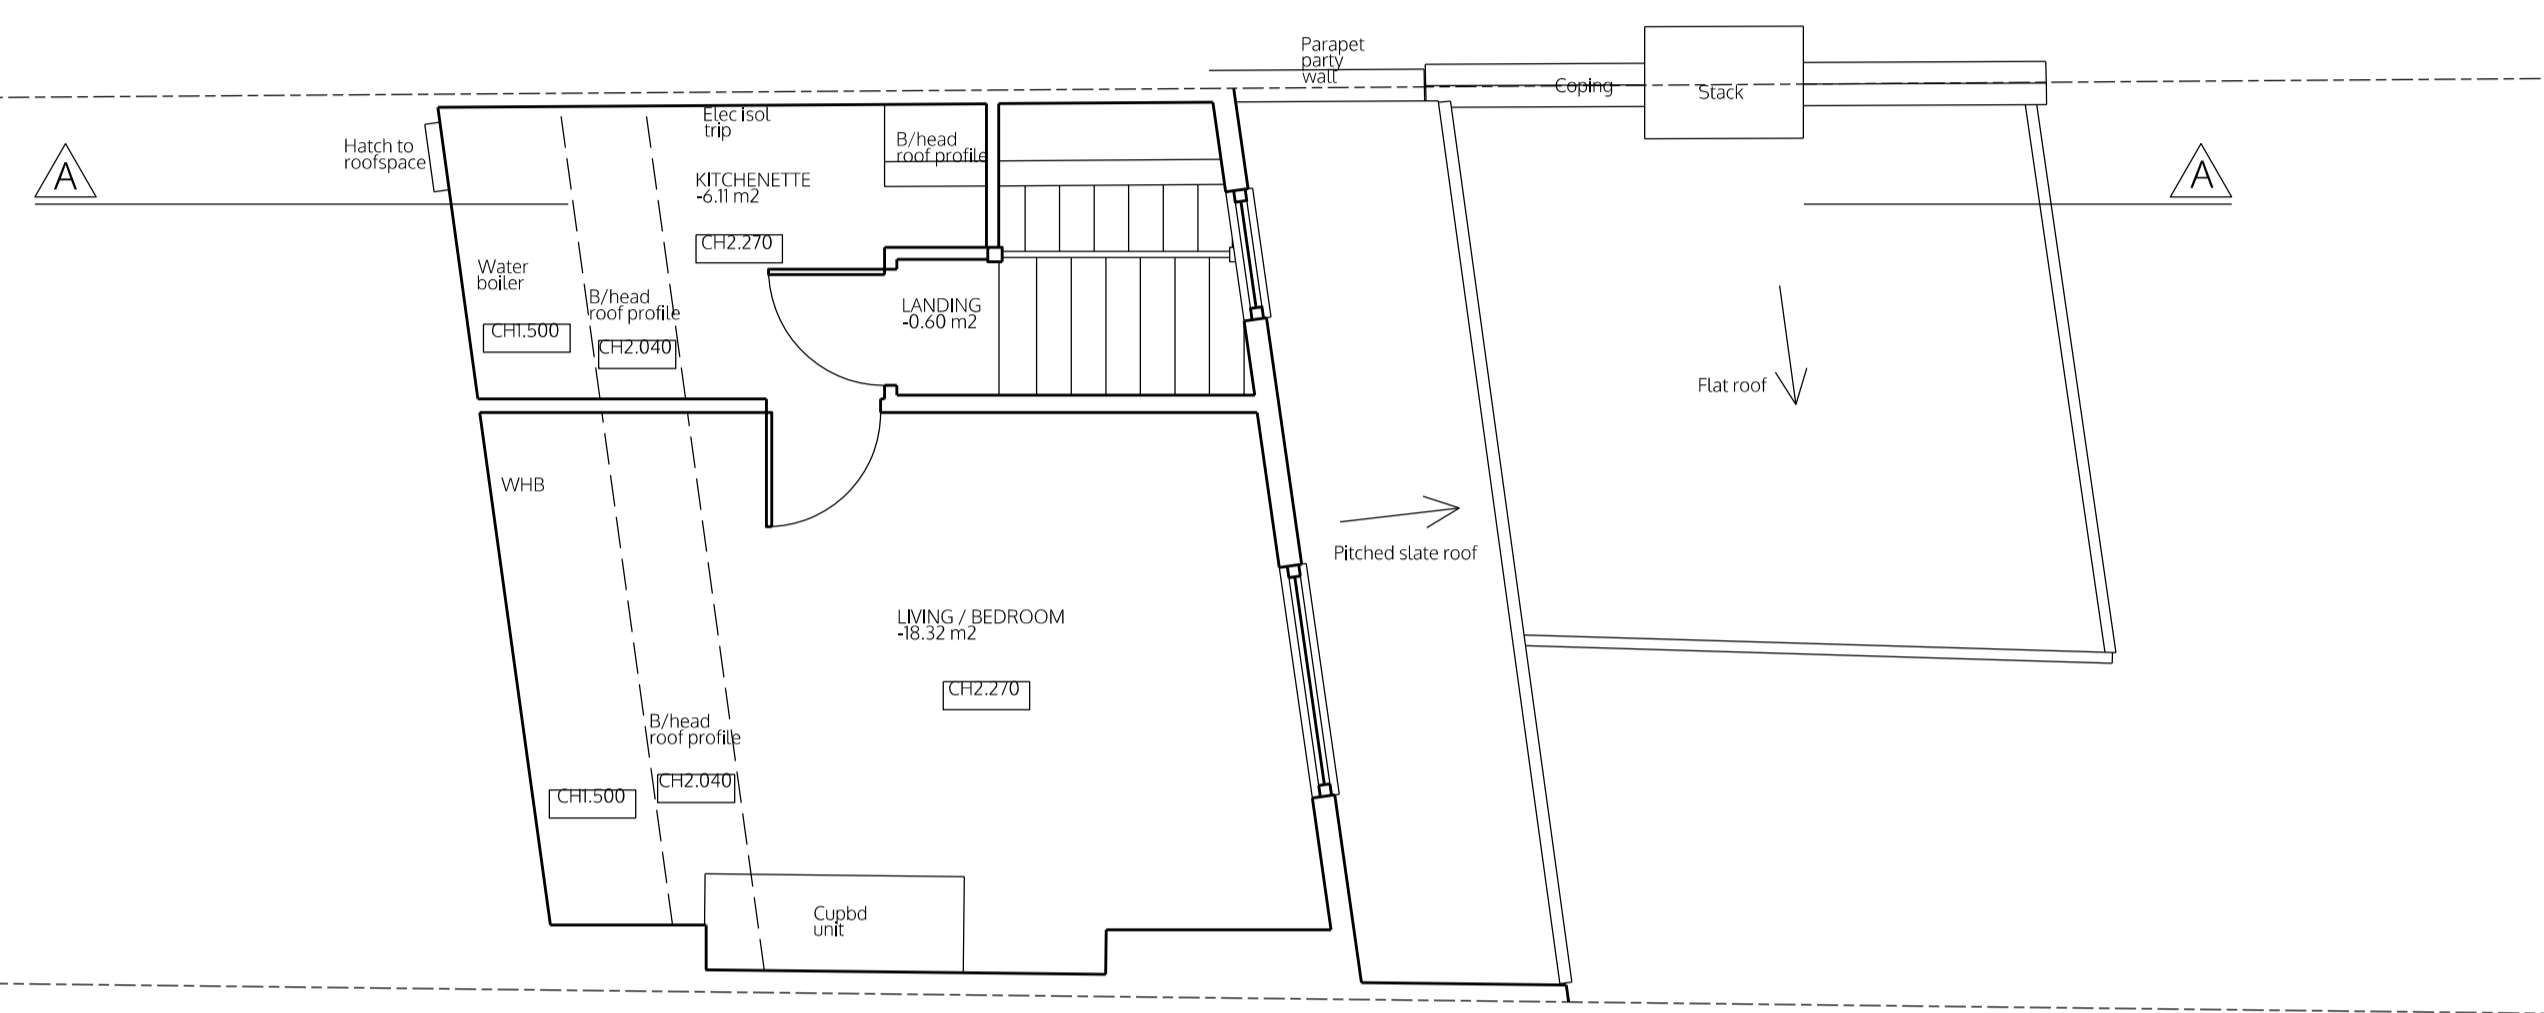 Parapet
party
wall
Coping
Stack
Elec isol
trip
Hatch to
roofspace
B/head
roof profile
A
A
KITCHENETTE
-6.11 m2
CH2.270
Water
boiler
B/head
roof profile
CH1.500
CH2.040
LANDING
-0.60 m2
Flat roof
WHB
Pitched slate roof
LIVING / BEDROOM
-18.32 m2
CH2.270
B/head
roof profile
CH1.500
CH2.040
Cupbd
unit